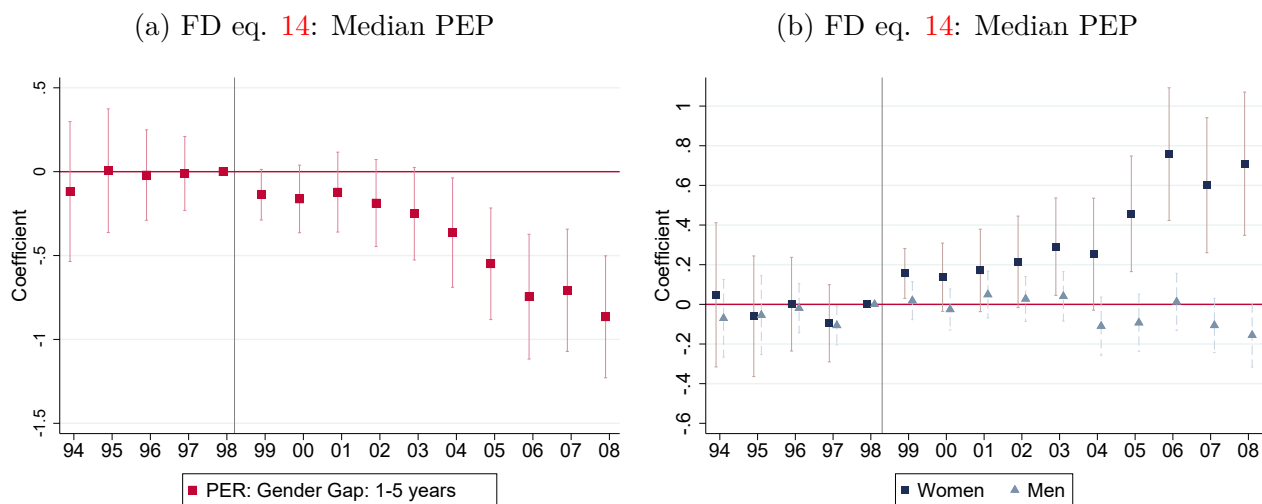 (a) FD eq. 14: Median PEP
Coefficient
.5
0
-.5
-1
-1.5
94 95 96 97 98 99 00 01 02 03 04 05 06 07 08
PER: Gender Gap: 1-5 years
(b) FD eq. 14: Median PEP
Coefficient
1
.8
.6
.4
.2
0
-.2
-.4
-.6
94 95 96 97 98 99 00 01 02 03 04 05 06 07 08
Women Men